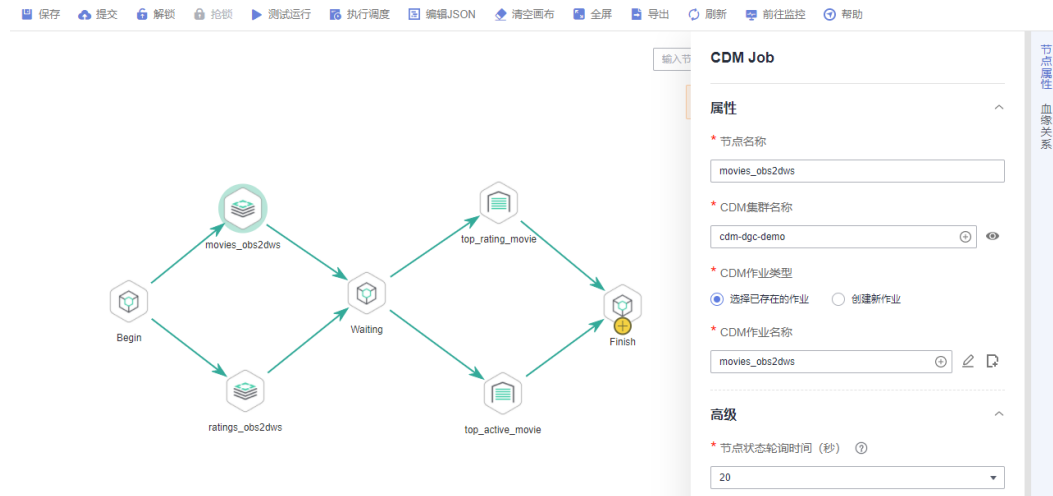 保存 提交 解锁 抢锁 测试运行 执行调度 编辑JSON 清空画布 全屏 导出 刷新 前往监控 帮助
输入节
CDM Job
属性
* 节点名称
movies_obs2dws
* CDM集群名称
cdm-dgc-demo
* CDM作业类型
选择已存在的作业 创建新作业
* CDM作业名称
movies_obs2dws
高级
* 节点状态轮询时间（秒）
20
节点属性
血缘关系
movies_obs2dws
top_rating_movie
Begin
Waiting
Finish
ratings_obs2dws
top_active_movie